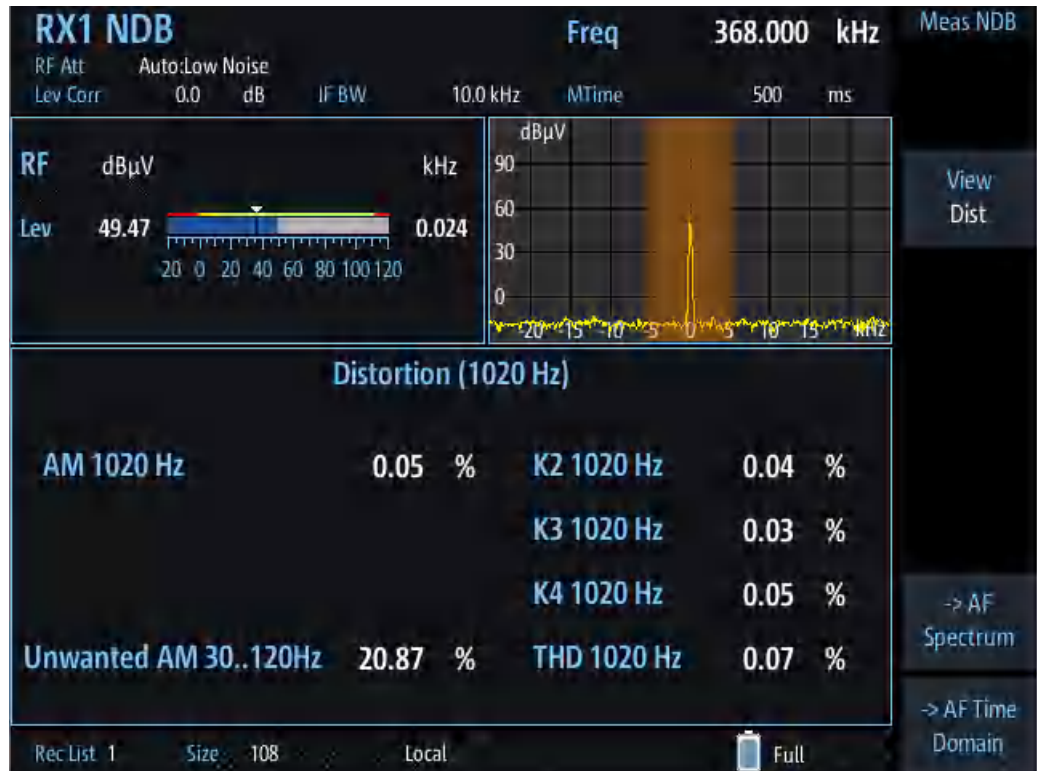 RX1 NDB Freq 368.000 kHz
RF Att Auto:Low Noise
Lev Corr 0.0 dB IF BW 10.0 kHz MTime 500 ms
Meas NDB
RF dBµV kHz
Lev 49.47 0.024
-20 0 20 40 60 80 100 120
dBµV
90
60
30
0
-20 -15 -10 -5 0 5 10 15 kHz
View
Dist
Distortion (1020 Hz)
AM 1020 Hz 0.05 % K2 1020 Hz 0.04 %
K3 1020 Hz 0.03 %
K4 1020 Hz 0.05 %
Unwanted AM 30..120Hz 20.87 % THD 1020 Hz 0.07 %
-> AF
Spectrum
-> AF Time
Domain
Rec List 1 Size 108 Local Full